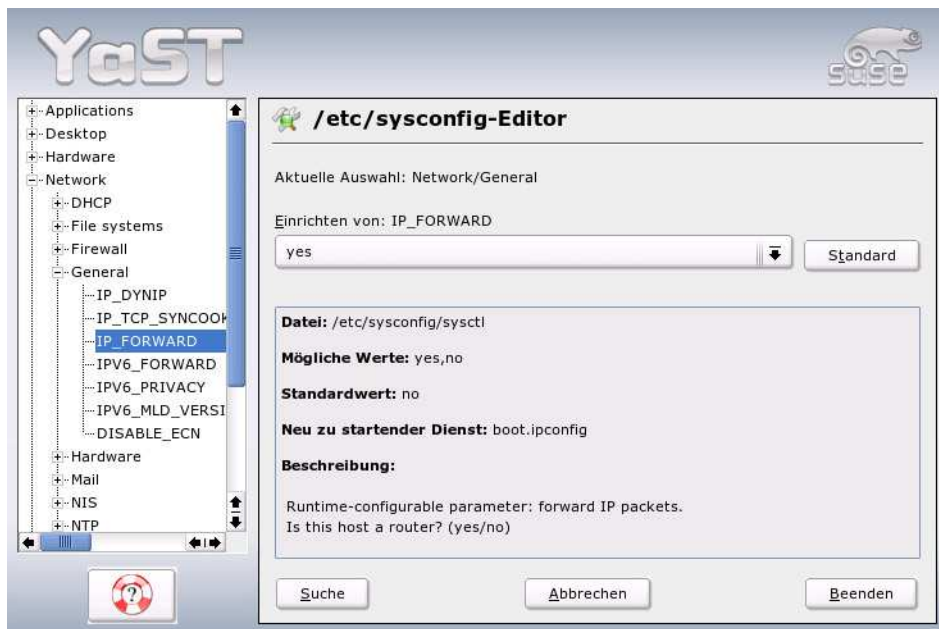 YaST
SUSE
Applications
Desktop
Hardware
Network
DHCP
File systems
Firewall
General
IP_DYNIP
IP_TCP_SYNCOOK
IP_FORWARD
IPV6_FORWARD
IPV6_PRIVACY
IPV6_MLD_VERSI
DISABLE_ECN
Hardware
Mail
NIS
NTP
/etc/sysconfig-Editor
Aktuelle Auswahl: Network/General
Einrichten von: IP_FORWARD
yes
Standard
Datei: /etc/sysconfig/sysctl
Mögliche Werte: yes,no
Standardwert: no
Neu zu startender Dienst: boot.ipconfig
Beschreibung:
Runtime-configurable parameter: forward IP packets.
Is this host a router? (yes/no)
?
Suche
Abbrechen
Beenden